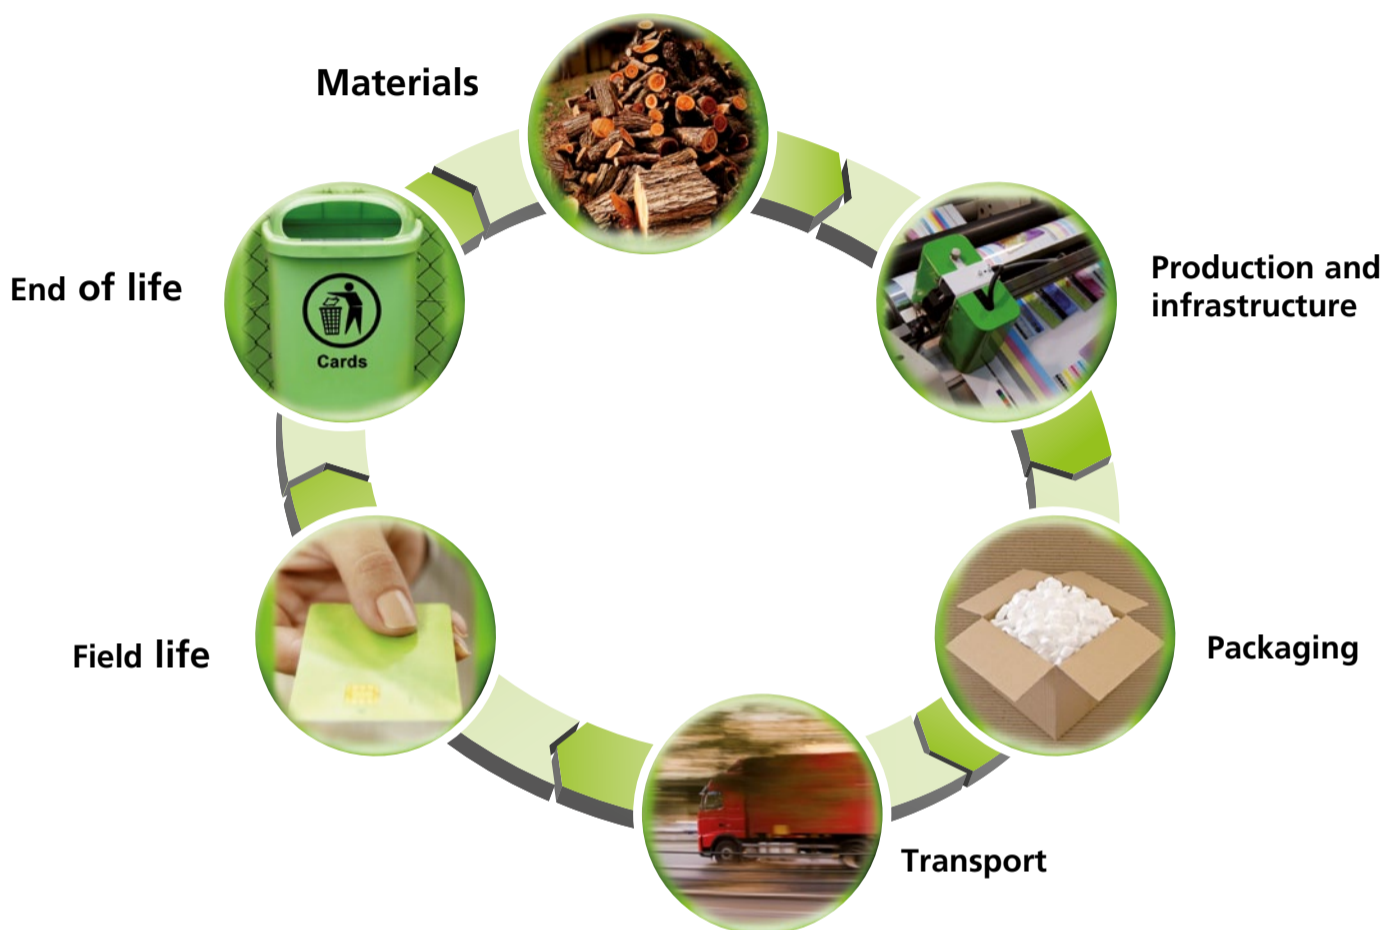 Materials
Production and
infrastructure
Packaging
Transport
Field life
End of life
Cards